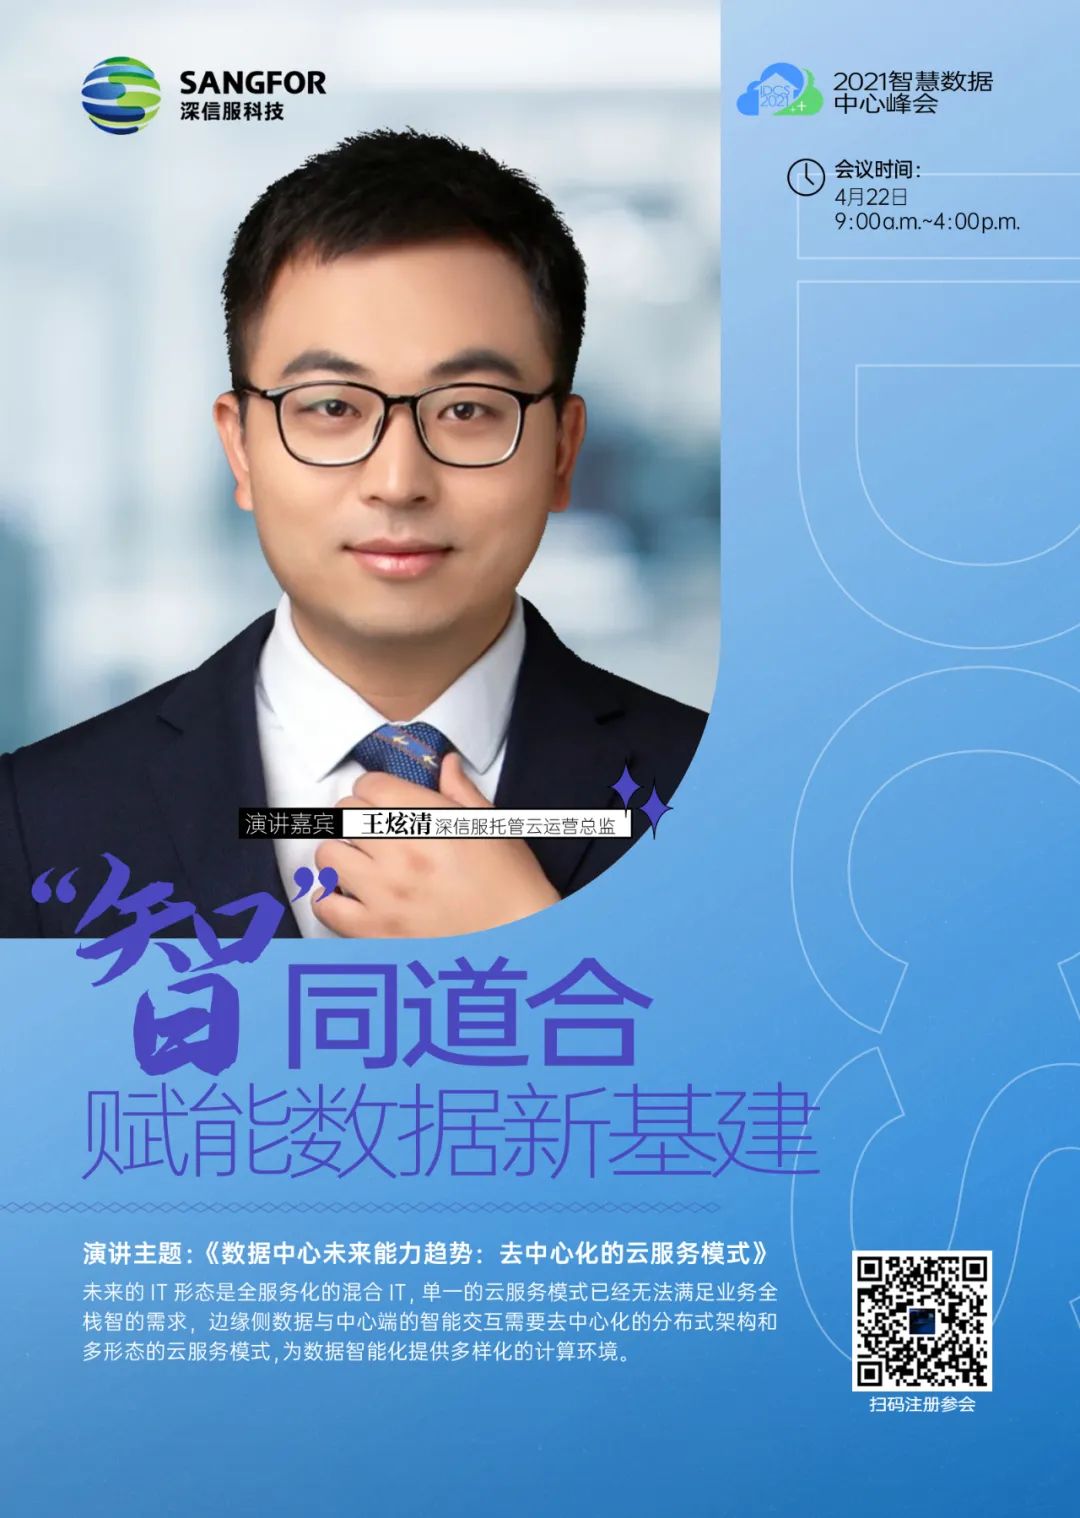 SANGFOR
深信服科技
IDCS
2021
2021智慧数据
中心峰会
会议时间：
4月22日
9:00a.m.~4:00p.m.
IDCS
演讲嘉宾 王炫清 深信服托管云运营总监
“智”同道合
赋能数据新基建
演讲主题：《数据中心未来能力趋势：去中心化的云服务模式》
未来的 IT 形态是全服务化的混合 IT，单一的云服务模式已经无法满足业务全
栈智的需求，边缘侧数据与中心端的智能交互需要去中心化的分布式架构和
多形态的云服务模式，为数据智能化提供多样化的计算环境。
扫码注册参会